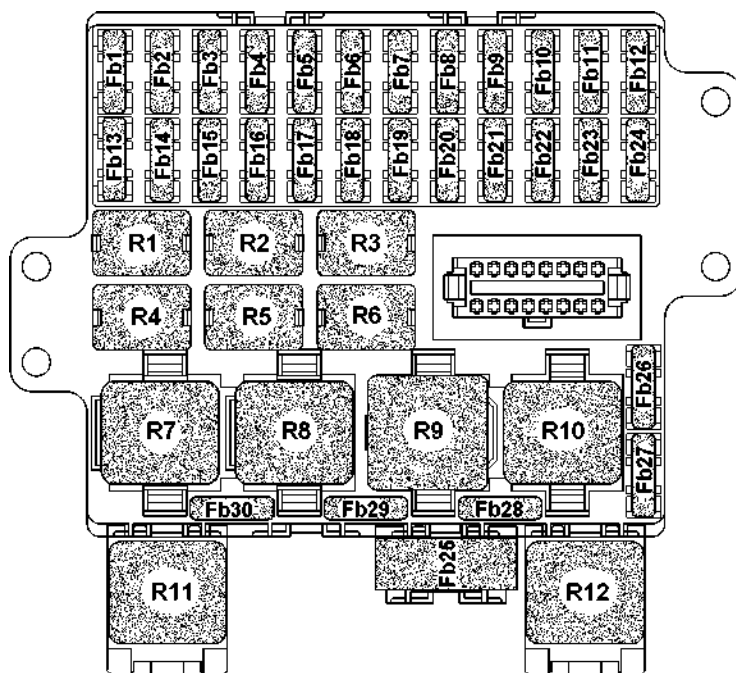 Fb1 Fb2 Fb3 Fb4 Fb5 Fb6 Fb7 Fb8 Fb9 Fb10 Fb11 Fb12
Fb13 Fb14 Fb15 Fb16 Fb17 Fb18 Fb19 Fb20 Fb21 Fb22 Fb23 Fb24
R1 R2 R3
R4 R5 R6
Fb26
R7 R8 R9 R10
Fb27
Fb30 Fb29 Fb28
Fb25
R11 R12